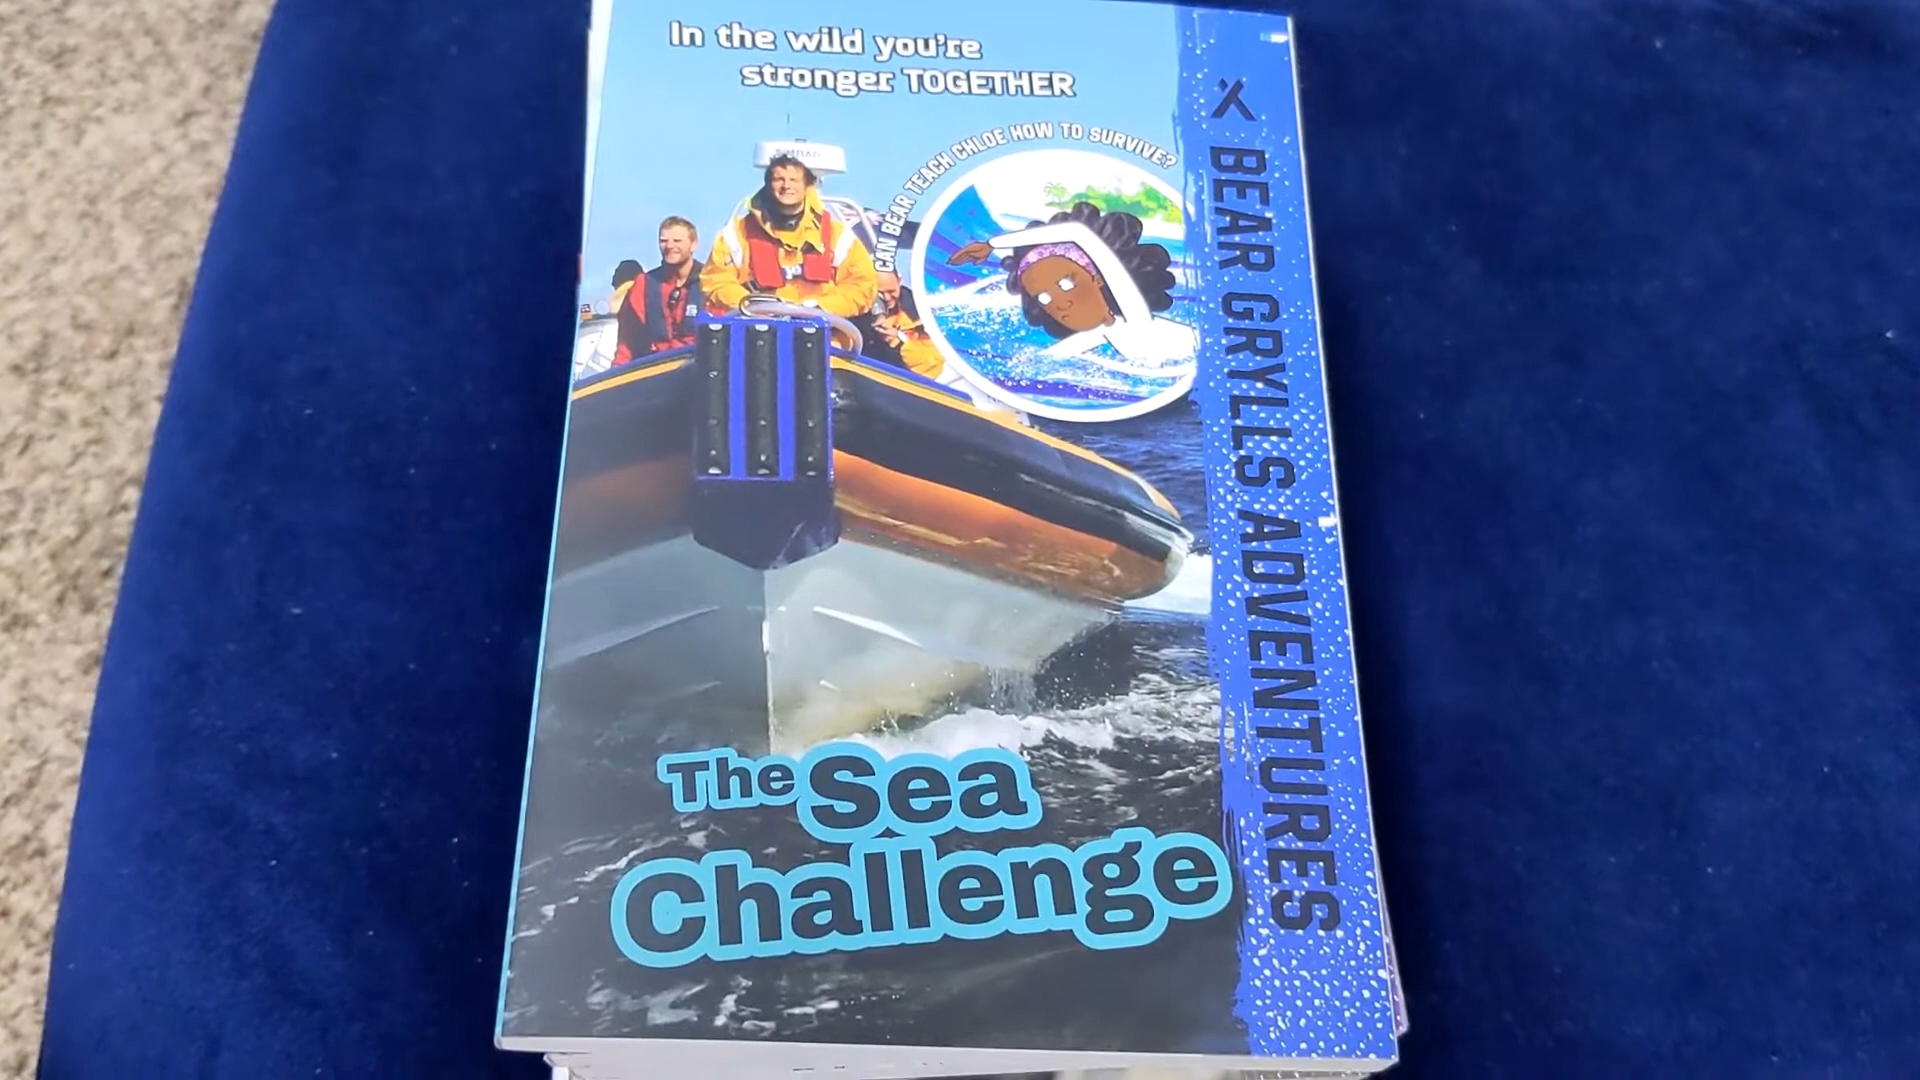 In the wild you're
stronger TOGETHER
CAN BEAR TEACH CHLOE HOW TO SURVIVE?
SIMRAD
BEAR GRYLLS ADVENTURES
The Sea
Challenge